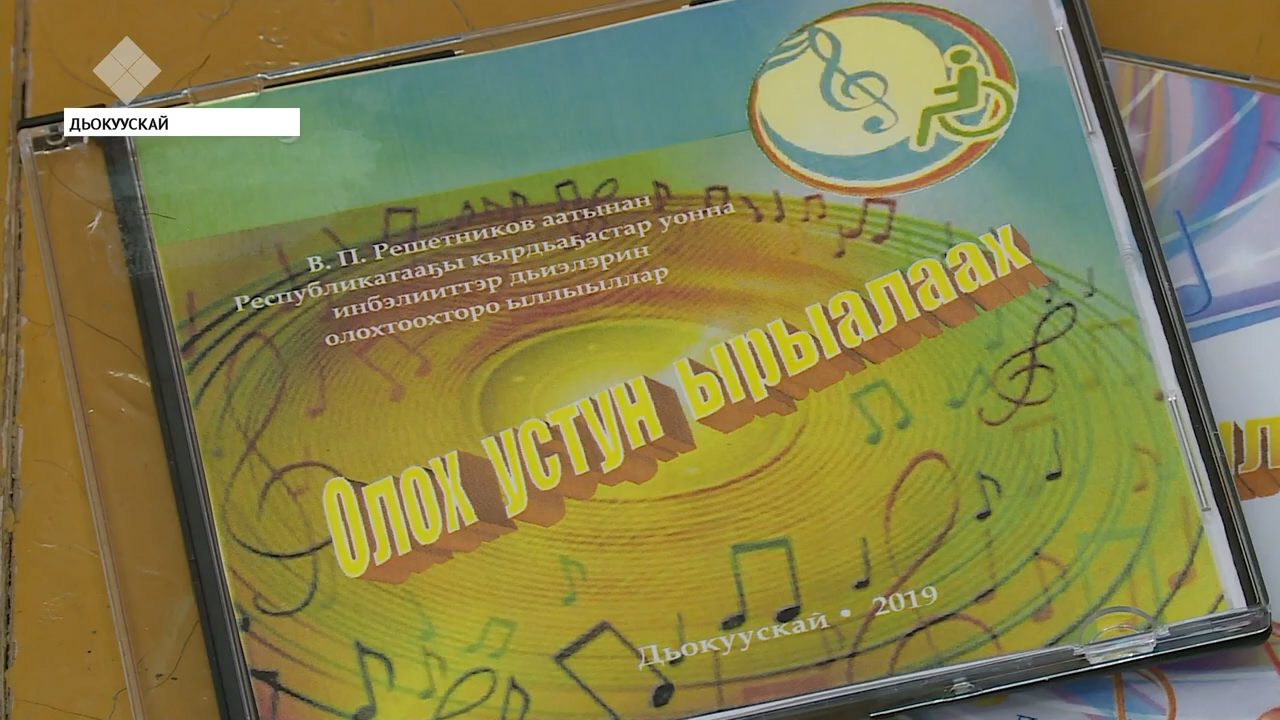 ДЬОКУУСКАЙ
В. П. Решетников аатынан
Республикатааҕы кырдьаҕастар уонна
инбэлииттэр дьиэлэрин
олохтоохторо ыллыыллар
Олох устун ырыалаах
Дьокуускай • 2019